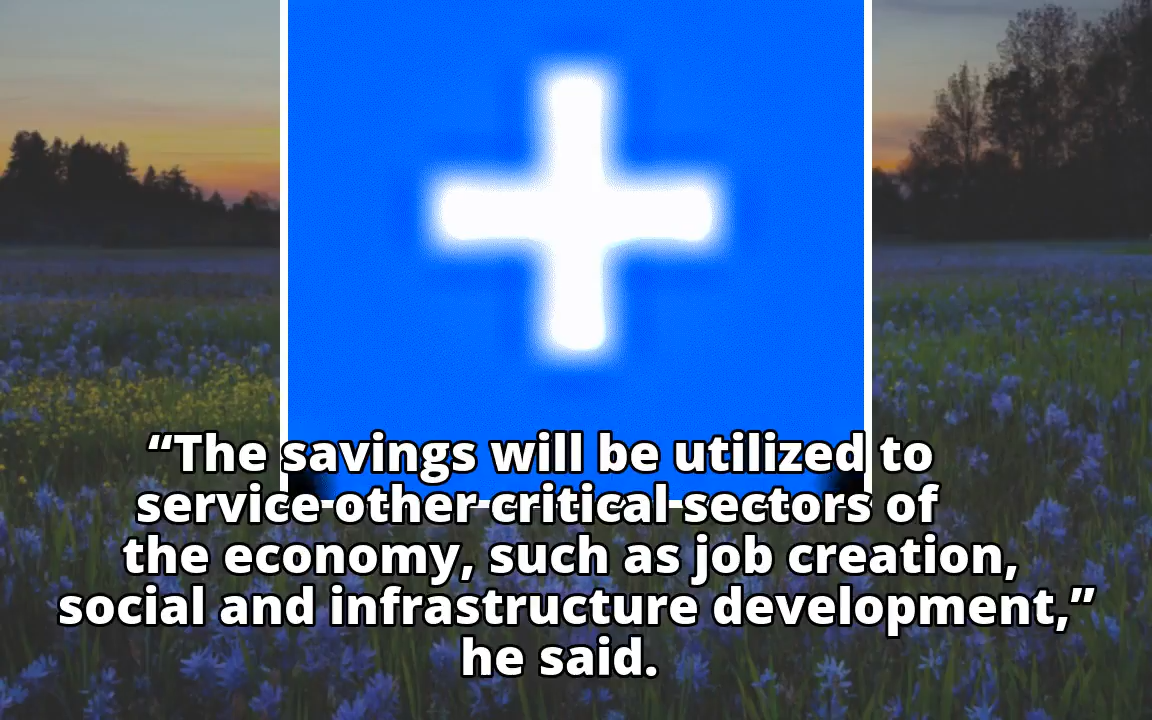 “The savings will be utilized to
service other critical sectors of
the economy, such as job creation,
social and infrastructure development,”
he said.